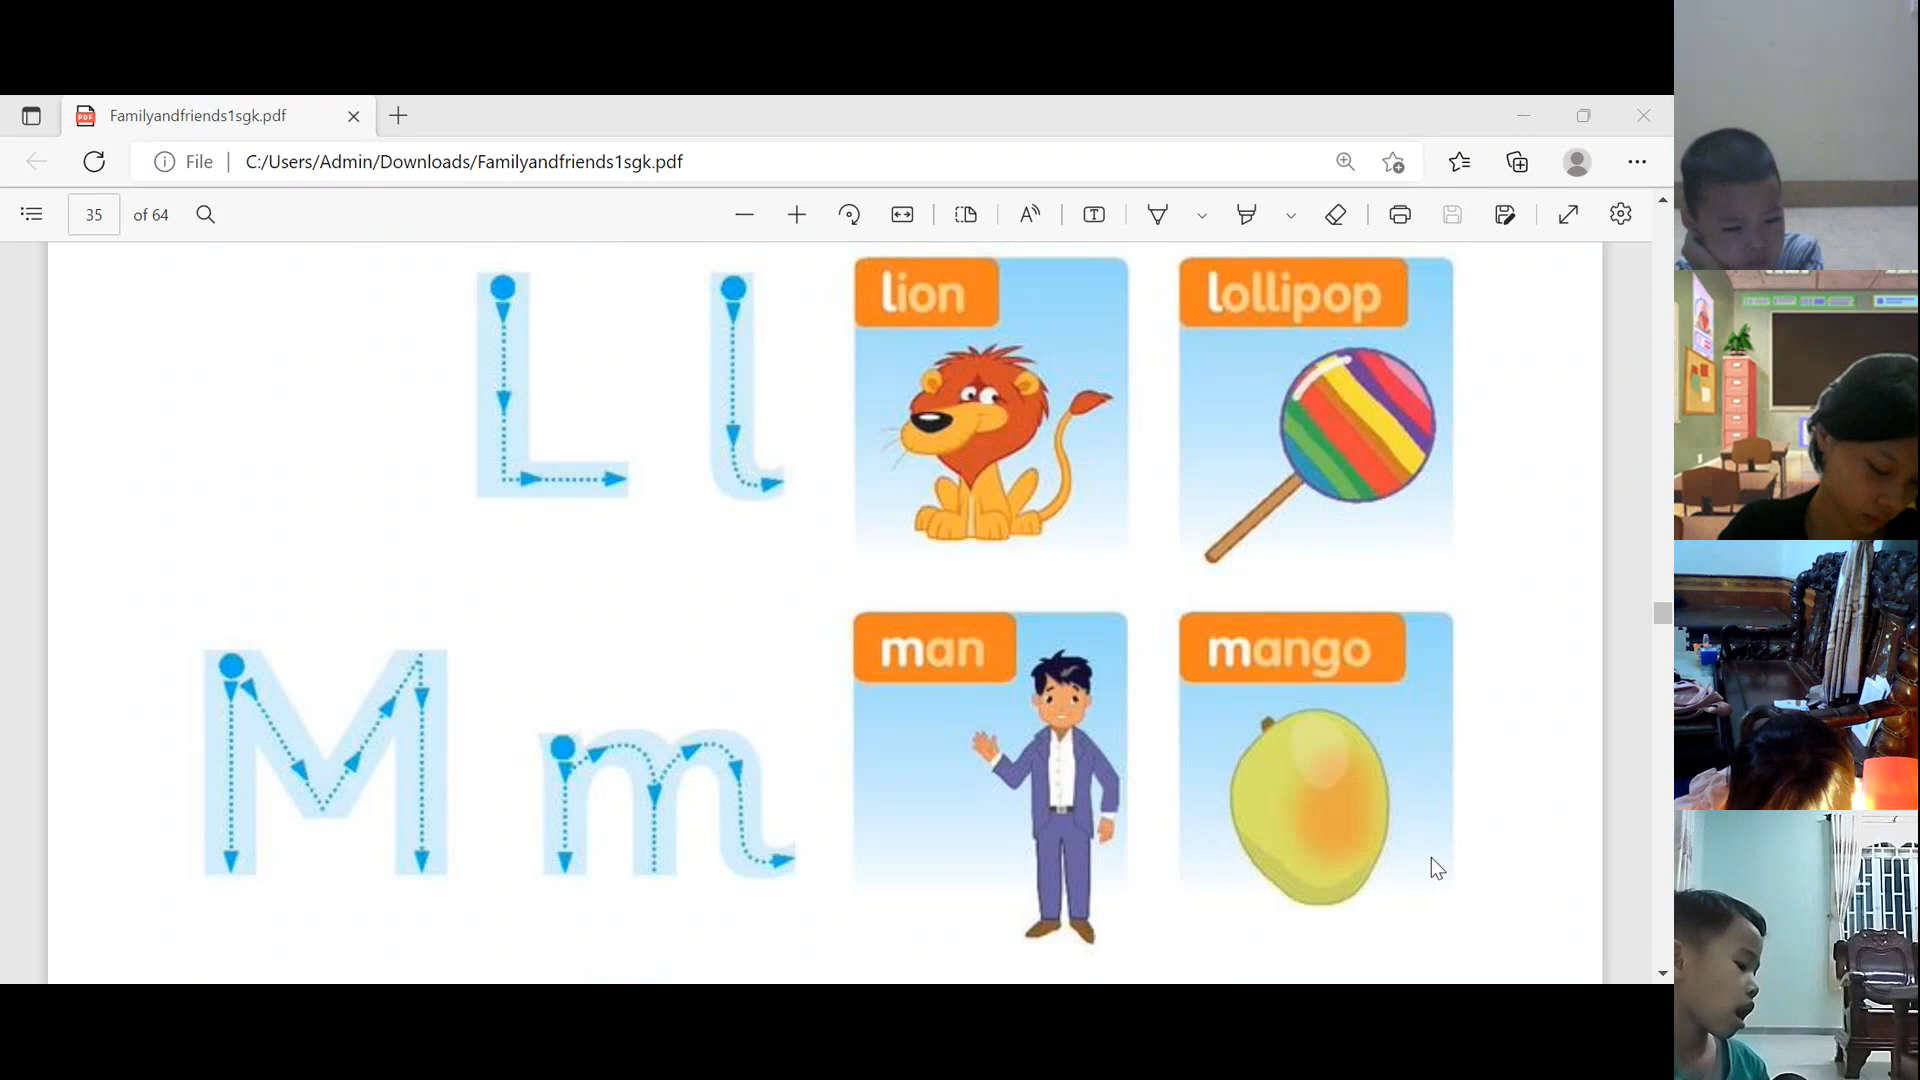 Familyandfriends1sgk.pdf
File | C:/Users/Admin/Downloads/Familyandfriends1sgk.pdf
35 of 64
L l
lion
lollipop
M m
man
mango